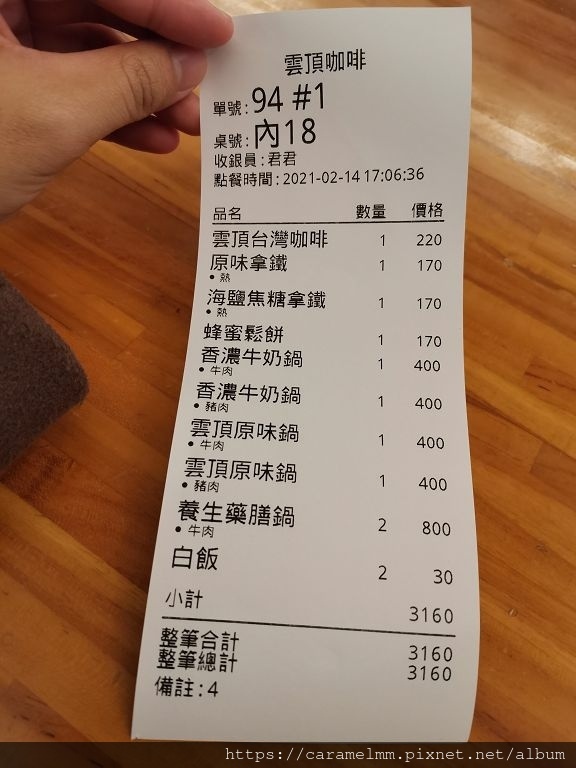 雲頂咖啡
單號:94 #1
桌號:內18
收銀員:君君
點餐時間:2021-02-14 17:06:36
品名 數量 價格
雲頂台灣咖啡 1 220
原味拿鐵 1 170
• 熱
海鹽焦糖拿鐵 1 170
• 熱
蜂蜜鬆餅 1 170
香濃牛奶鍋 1 400
• 牛肉
香濃牛奶鍋 1 400
• 豬肉
雲頂原味鍋 1 400
• 牛肉
雲頂原味鍋 1 400
• 豬肉
養生藥膳鍋 2 800
• 牛肉
白飯 2 30
小計 3160
整筆合計 3160
整筆總計 3160
備註:4
https://caramelmm.pixnet.net/album